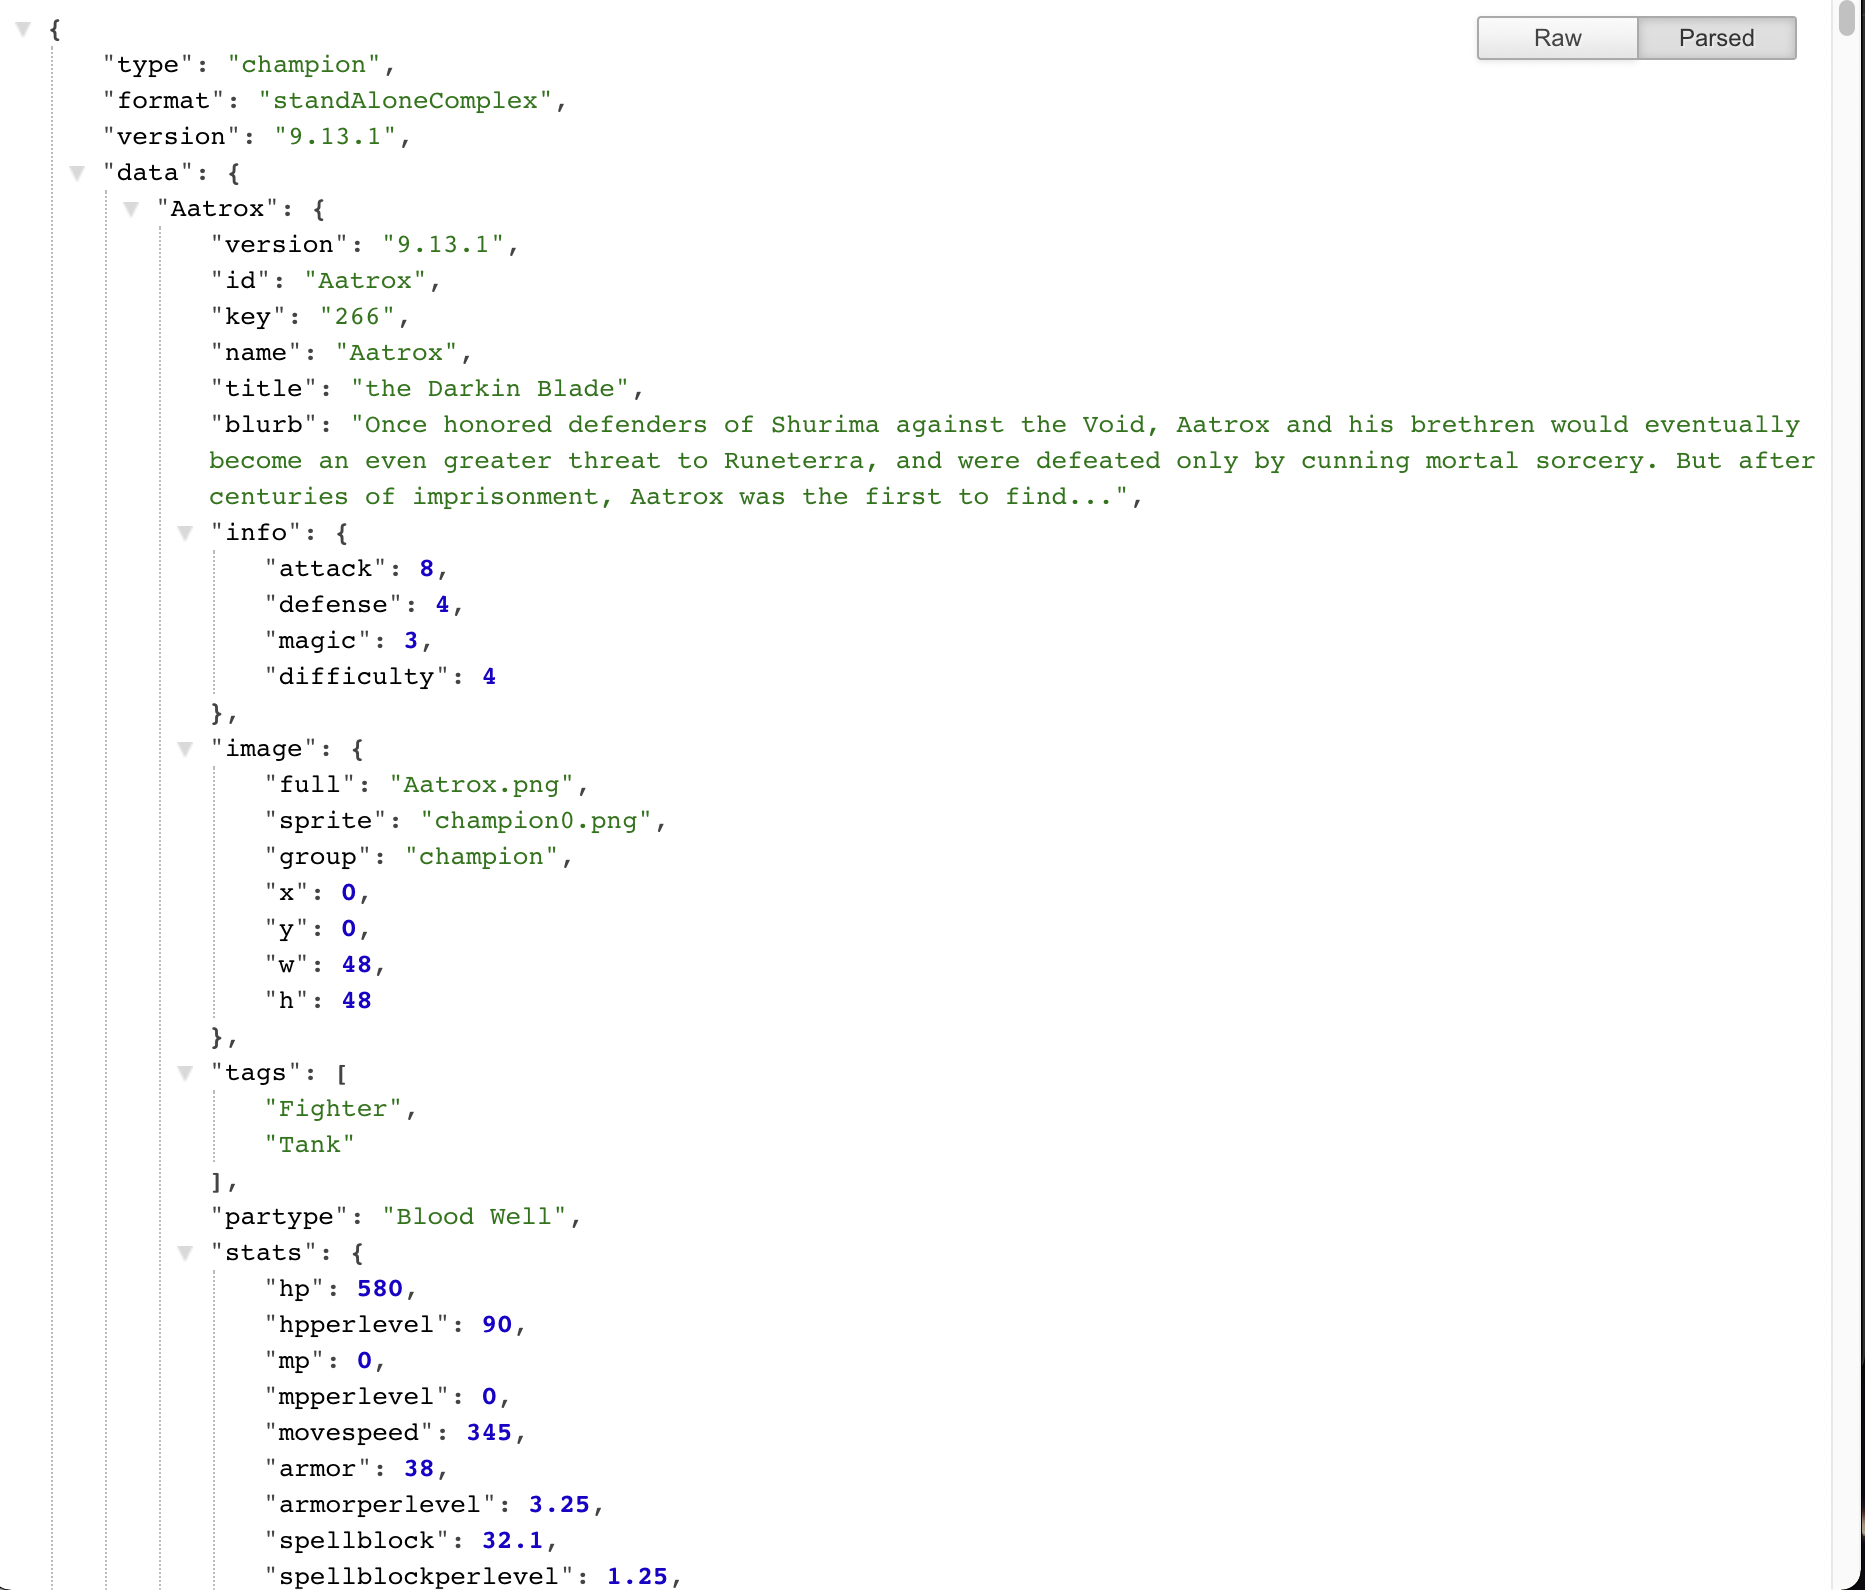 {
Raw Parsed
"type": "champion",
"format": "standAloneComplex",
"version": "9.13.1",
"data": {
"Aatrox": {
"version": "9.13.1",
"id": "Aatrox",
"key": "266",
"name": "Aatrox",
"title": "the Darkin Blade",
"blurb": "Once honored defenders of Shurima against the Void, Aatrox and his brethren would eventually
become an even greater threat to Runeterra, and were defeated only by cunning mortal sorcery. But after
centuries of imprisonment, Aatrox was the first to find...",
"info": {
"attack": 8,
"defense": 4,
"magic": 3,
"difficulty": 4
},
"image": {
"full": "Aatrox.png",
"sprite": "champion0.png",
"group": "champion",
"x": 0,
"y": 0,
"w": 48,
"h": 48
},
"tags": [
"Fighter",
"Tank"
],
"partype": "Blood Well",
"stats": {
"hp": 580,
"hpperlevel": 90,
"mp": 0,
"mpperlevel": 0,
"movespeed": 345,
"armor": 38,
"armorperlevel": 3.25,
"spellblock": 32.1,
"spellblockperlevel": 1.25,